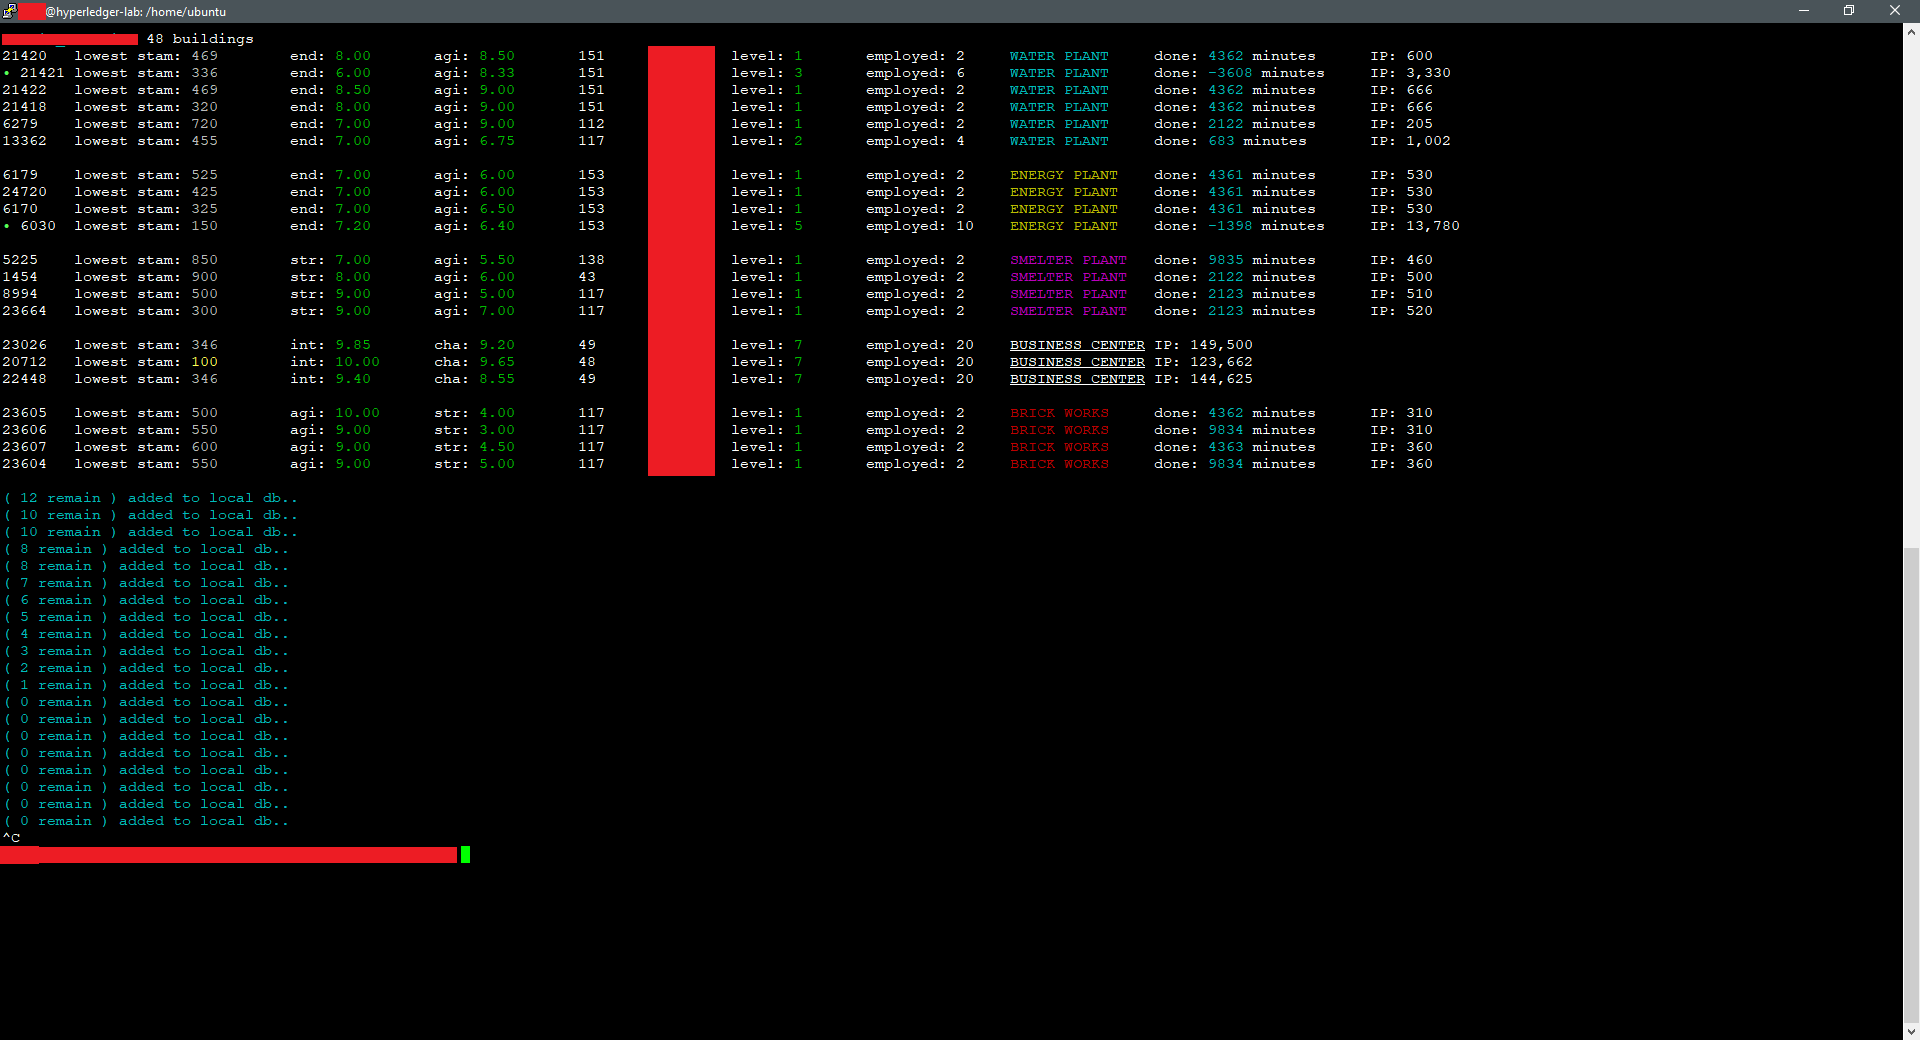 @hyperledger-lab: /home/ubuntu
48 buildings
21420 lowest stam: 469 end: 8.00 agi: 8.50 151 level: 1 employed: 2 WATER PLANT done: 4362 minutes IP: 600
• 21421 lowest stam: 336 end: 6.00 agi: 8.33 151 level: 3 employed: 6 WATER PLANT done: -3608 minutes IP: 3,330
21422 lowest stam: 469 end: 8.50 agi: 9.00 151 level: 1 employed: 2 WATER PLANT done: 4362 minutes IP: 666
21418 lowest stam: 320 end: 8.00 agi: 9.00 151 level: 1 employed: 2 WATER PLANT done: 4362 minutes IP: 666
6279 lowest stam: 720 end: 7.00 agi: 9.00 112 level: 1 employed: 2 WATER PLANT done: 2122 minutes IP: 205
13362 lowest stam: 455 end: 7.00 agi: 6.75 117 level: 2 employed: 4 WATER PLANT done: 683 minutes IP: 1,002
6179 lowest stam: 525 end: 7.00 agi: 6.00 153 level: 1 employed: 2 ENERGY PLANT done: 4361 minutes IP: 530
24720 lowest stam: 425 end: 7.00 agi: 6.00 153 level: 1 employed: 2 ENERGY PLANT done: 4361 minutes IP: 530
6170 lowest stam: 325 end: 7.00 agi: 6.50 153 level: 1 employed: 2 ENERGY PLANT done: 4361 minutes IP: 530
• 6030 lowest stam: 150 end: 7.20 agi: 6.40 153 level: 5 employed: 10 ENERGY PLANT done: -1398 minutes IP: 13,780
5225 lowest stam: 850 str: 7.00 agi: 5.50 138 level: 1 employed: 2 SMELTER PLANT done: 9835 minutes IP: 460
1454 lowest stam: 900 str: 8.00 agi: 6.00 43 level: 1 employed: 2 SMELTER PLANT done: 2122 minutes IP: 500
8994 lowest stam: 500 str: 9.00 agi: 5.00 117 level: 1 employed: 2 SMELTER PLANT done: 2123 minutes IP: 510
23664 lowest stam: 300 str: 9.00 agi: 7.00 117 level: 1 employed: 2 SMELTER PLANT done: 2123 minutes IP: 520
23026 lowest stam: 346 int: 9.85 cha: 9.20 49 level: 7 employed: 20 BUSINESS CENTER IP: 149,500
20712 lowest stam: 100 int: 10.00 cha: 9.65 48 level: 7 employed: 20 BUSINESS CENTER IP: 123,662
22448 lowest stam: 346 int: 9.40 cha: 8.55 49 level: 7 employed: 20 BUSINESS CENTER IP: 144,625
23605 lowest stam: 500 agi: 10.00 str: 4.00 117 level: 1 employed: 2 BRICK WORKS done: 4362 minutes IP: 310
23606 lowest stam: 550 agi: 9.00 str: 3.00 117 level: 1 employed: 2 BRICK WORKS done: 9834 minutes IP: 310
23607 lowest stam: 600 agi: 9.00 str: 4.50 117 level: 1 employed: 2 BRICK WORKS done: 4363 minutes IP: 360
23604 lowest stam: 550 agi: 9.00 str: 5.00 117 level: 1 employed: 2 BRICK WORKS done: 9834 minutes IP: 360
( 12 remain ) added to local db..
( 10 remain ) added to local db..
( 10 remain ) added to local db..
( 8 remain ) added to local db..
( 8 remain ) added to local db..
( 7 remain ) added to local db..
( 6 remain ) added to local db..
( 5 remain ) added to local db..
( 4 remain ) added to local db..
( 3 remain ) added to local db..
( 2 remain ) added to local db..
( 1 remain ) added to local db..
( 0 remain ) added to local db..
( 0 remain ) added to local db..
( 0 remain ) added to local db..
( 0 remain ) added to local db..
( 0 remain ) added to local db..
( 0 remain ) added to local db..
( 0 remain ) added to local db..
( 0 remain ) added to local db..
^C